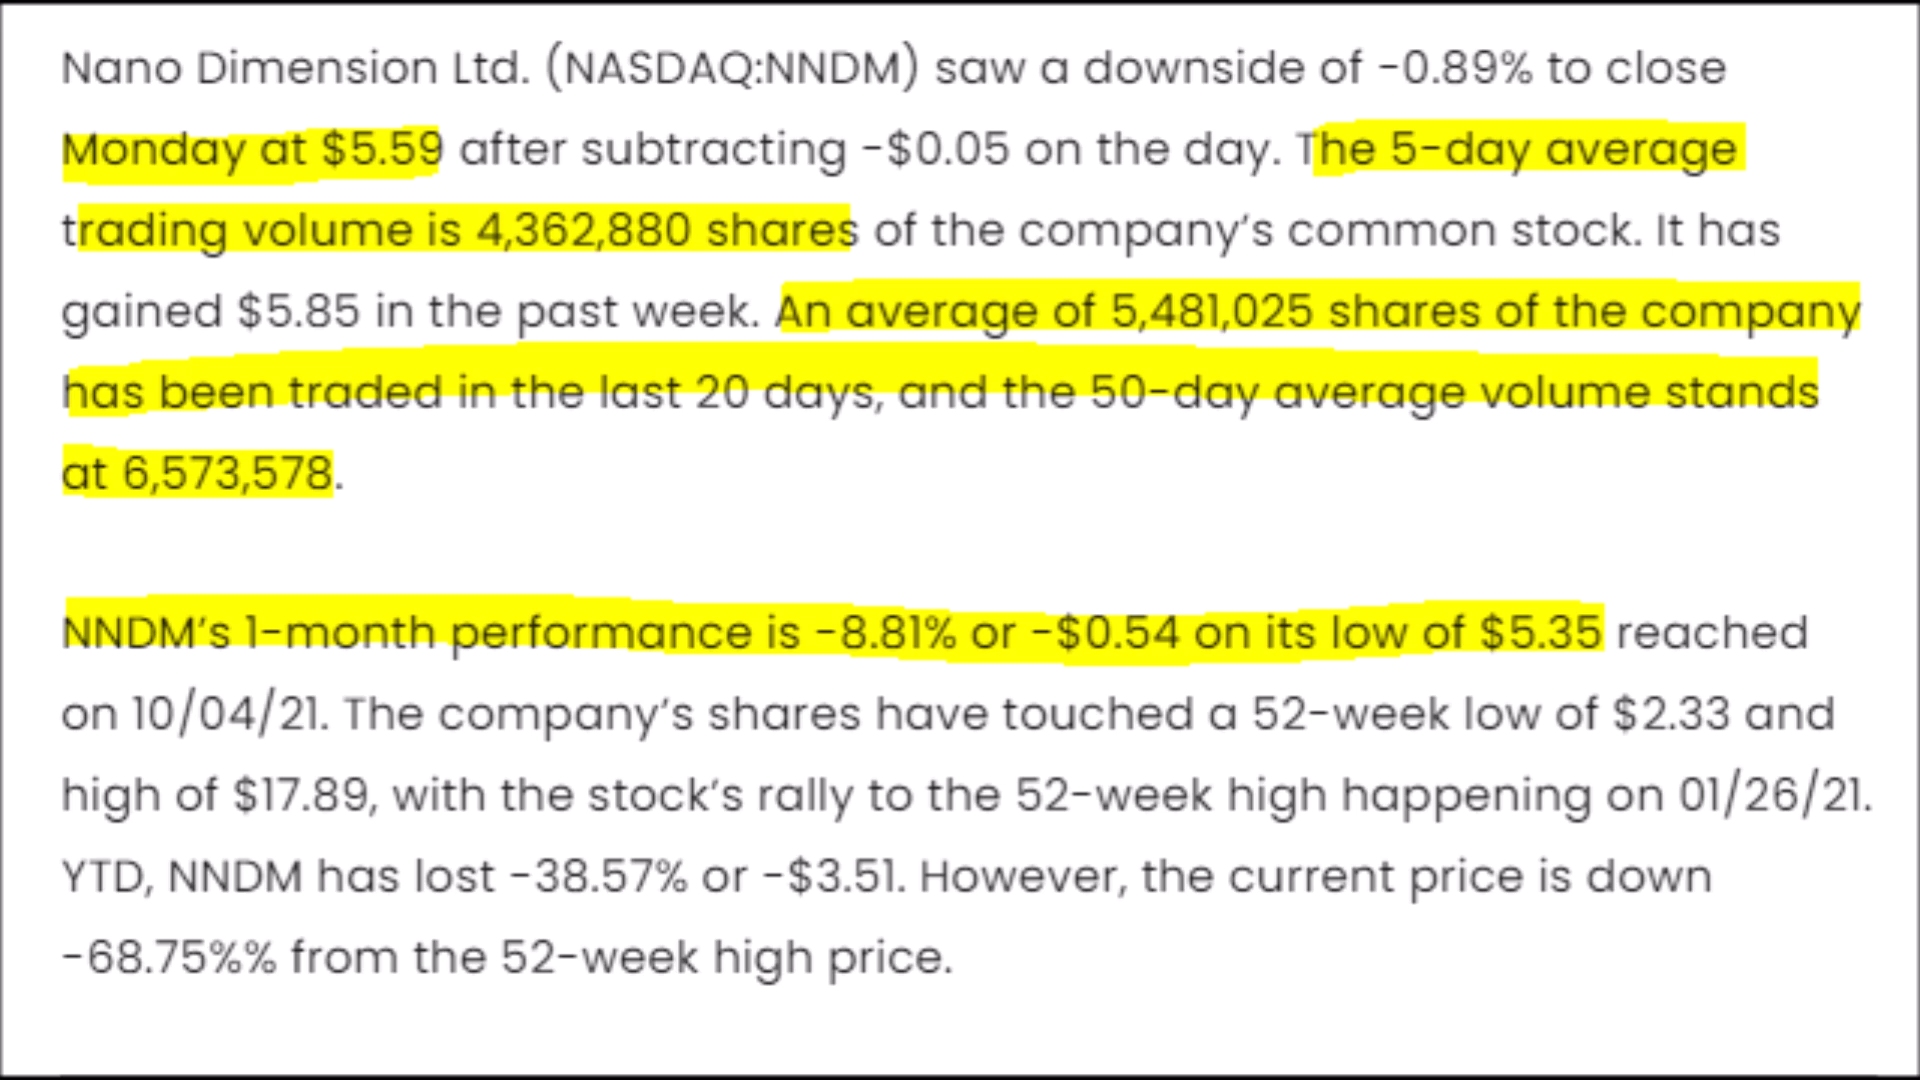 Nano Dimension Ltd. (NASDAQ:NNDM) saw a downside of -0.89% to close
Monday at $5.59 after subtracting -$0.05 on the day. The 5-day average
trading volume is 4,362,880 shares of the company’s common stock. It has
gained $5.85 in the past week. An average of 5,481,025 shares of the company
has been traded in the last 20 days, and the 50-day average volume stands
at 6,573,578.
NNDM’s 1-month performance is -8.81% or -$0.54 on its low of $5.35 reached
on 10/04/21. The company’s shares have touched a 52-week low of $2.33 and
high of $17.89, with the stock’s rally to the 52-week high happening on 01/26/21.
YTD, NNDM has lost -38.57% or -$3.51. However, the current price is down
-68.75%% from the 52-week high price.